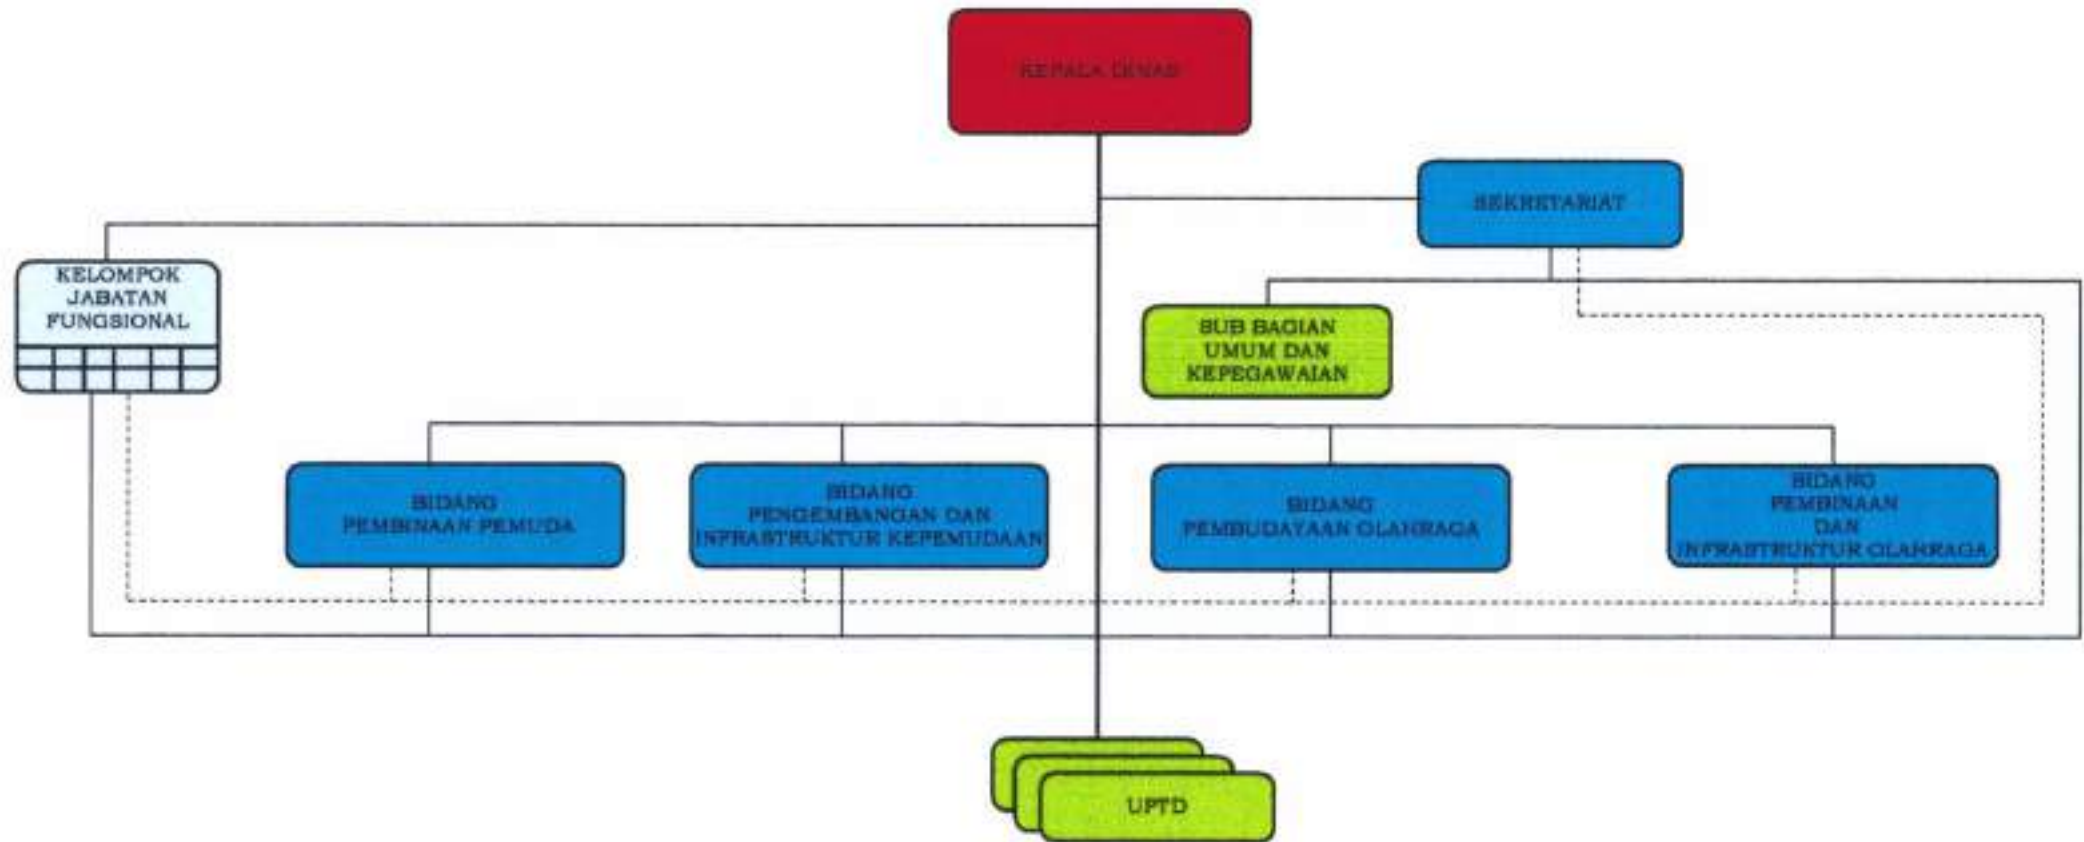 KEPALA DINAS
SEKRETARIAT
KELOMPOK
JABATAN
FUNGSIONAL
SUB BAGIAN
UMUM DAN
KEPEGAWAIAN
BIDANG
PEMBINAAN PEMUDA
BIDANG
PENGEMBANGAN DAN
INFRASTRUKTUR KEPEMUDAAN
BIDANG
PEMBUDAYAAN OLAHRAGA
BIDANG
PEMBINAAN
DAN
INFRASTRUKTUR OLAHRAGA
UPTD